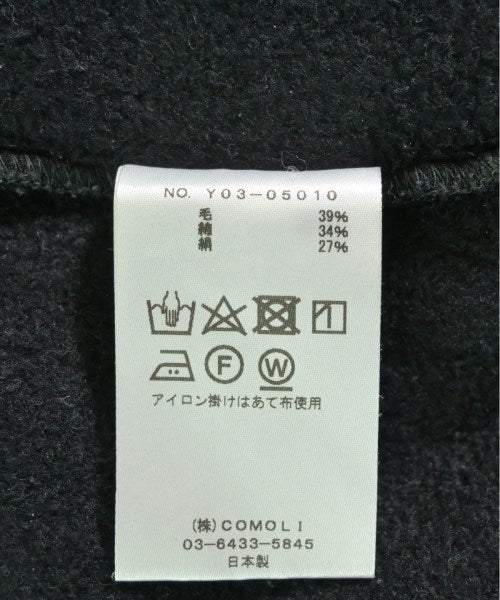 NO. Y03-05010
毛 39%
綿 34%
絹 27%
F W
アイロン掛けはあて布使用
(株)COMOLI
03-6433-5845
日本製